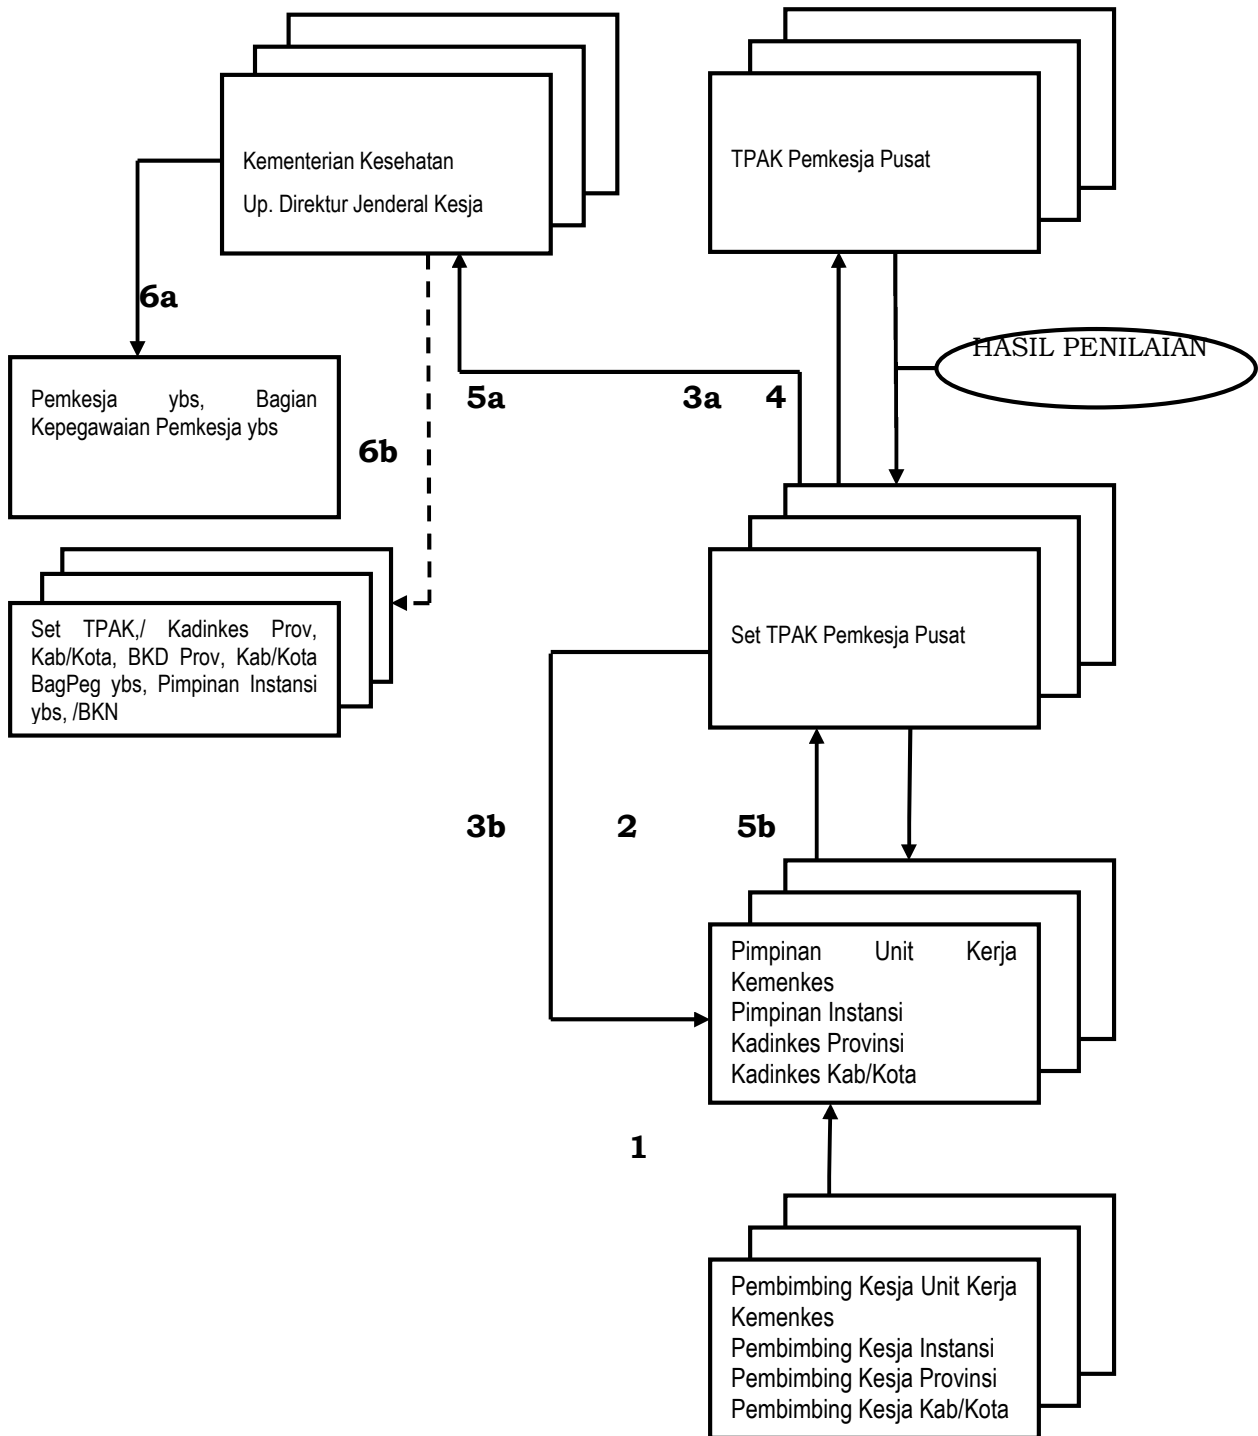 Kementerian Kesehatan
Up. Direktur Jenderal Kesja
TPAK Pemkesja Pusat
6a
HASIL PENILAIAN
Pemkesja ybs, Bagian
Kepegawaian Pemkesja ybs
5a
3a
4
6b
Set TPAK,/ Kadinkes Prov,
Kab/Kota, BKD Prov, Kab/Kota
BagPeg ybs, Pimpinan Instansi
ybs, /BKN
Set TPAK Pemkesja Pusat
3b
2
5b
Pimpinan Unit Kerja
Kemenkes
Pimpinan Instansi
Kadinkes Provinsi
Kadinkes Kab/Kota
1
Pembimbing Kesja Unit Kerja
Kemenkes
Pembimbing Kesja Instansi
Pembimbing Kesja Provinsi
Pembimbing Kesja Kab/Kota